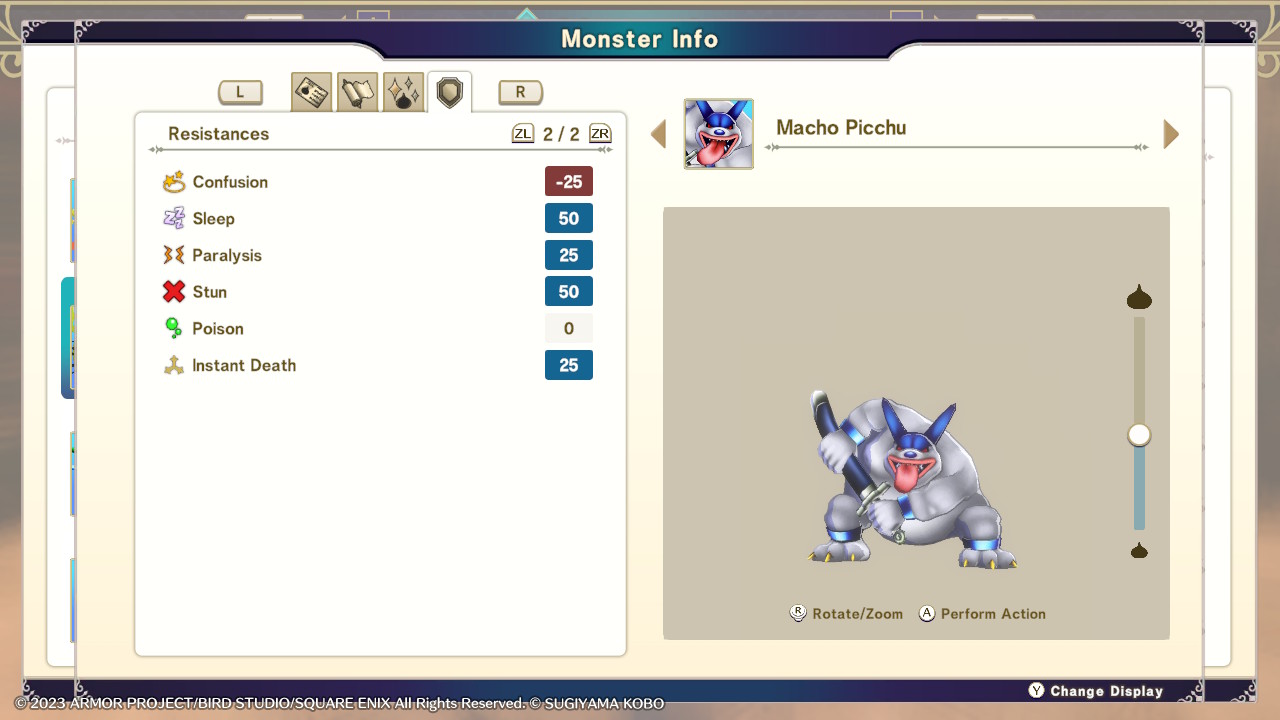 Monster Info
L
R
Resistances
ZL 2 / 2 ZR
Confusion -25
Sleep 50
Paralysis 25
Stun 50
Poison 0
Instant Death 25
Macho Picchu
R Rotate/Zoom A Perform Action
Y Change Display
© 2023 ARMOR PROJECT/BIRD STUDIO/SQUARE ENIX All Rights Reserved. © SUGIYAMA KOBO